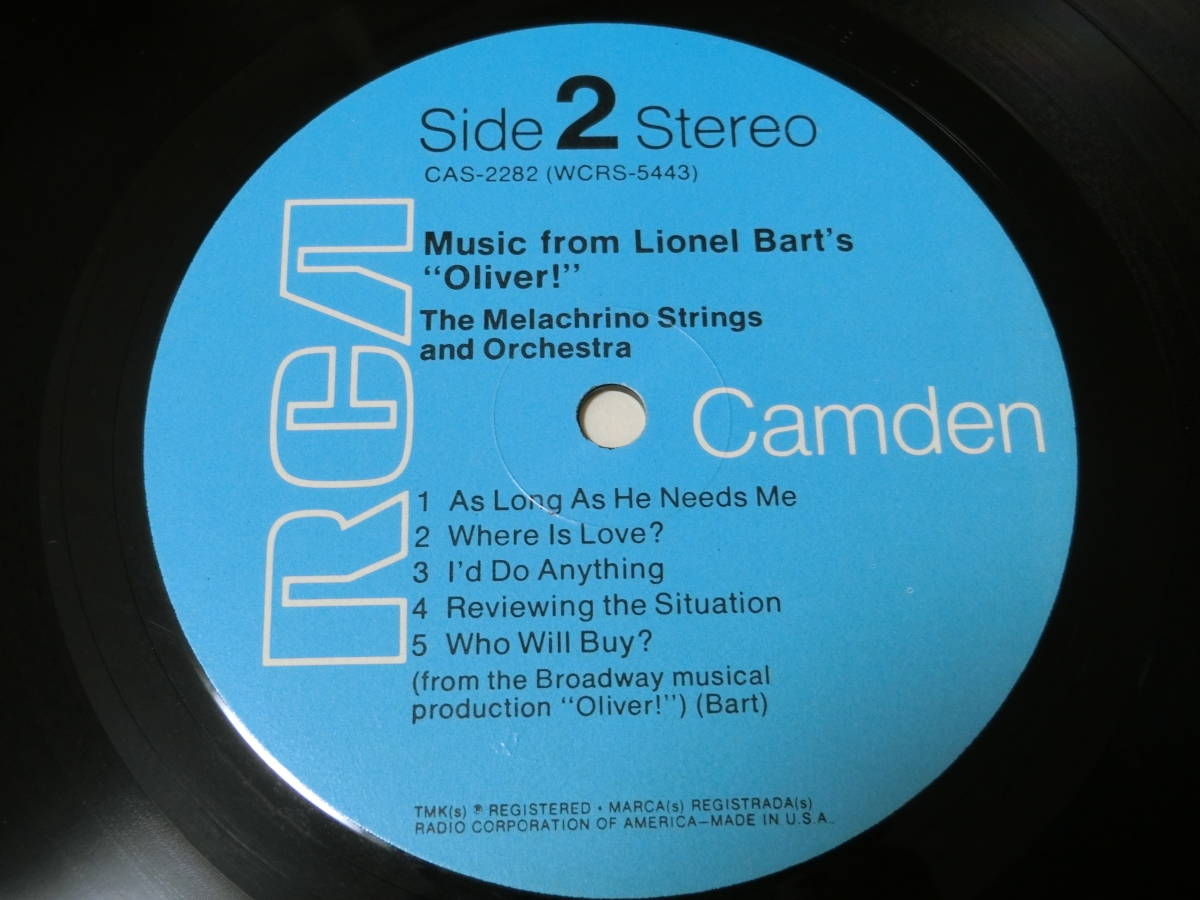 Side 2 Stereo
CAS-2282 (WCRS-5443)
RCA
Music from Lionel Bart's
“Oliver!”
The Melachrino Strings
and Orchestra
Camden
1 As Long As He Needs Me
2 Where Is Love?
3 I'd Do Anything
4 Reviewing the Situation
5 Who Will Buy?
(from the Broadway musical
production “Oliver!”) (Bart)
TMK(s) ® REGISTERED • MARCA(s) REGISTRADA(s)
RADIO CORPORATION OF AMERICA—MADE IN U.S.A.